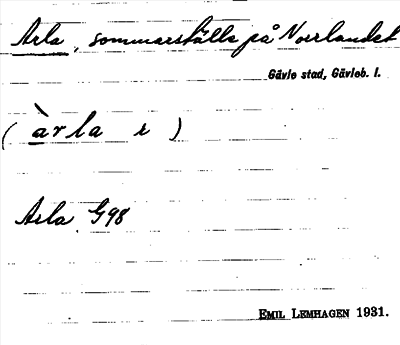 Arla, sommarställe på Norrlandet
Gävle stad, Gävleb. l.
( àrla r )
Arla G98
EMIL LEMHAGEN 1931.